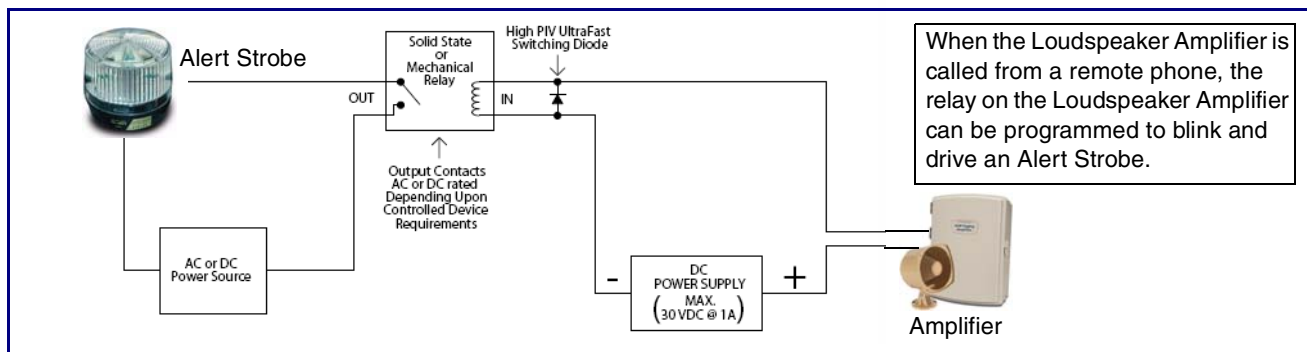 Alert Strobe
Solid State
or
Mechanical
Relay
OUT
IN
High PIV UltraFast
Switching Diode
Output Contacts
AC or DC rated
Depending Upon
Controlled Device
Requirements
AC or DC
Power Source
-
DC
POWER SUPPLY
MAX.
(30 VDC @ 1A)
+
When the Loudspeaker Amplifier is
called from a remote phone, the
relay on the Loudspeaker Amplifier
can be programmed to blink and
drive an Alert Strobe.
Amplifier